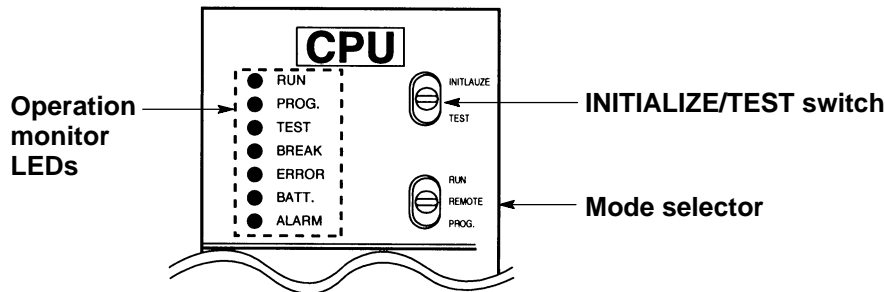 CPU
RUN
PROG.
TEST
BREAK
ERROR
BATT.
ALARM
INITLAUZE
TEST
RUN
REMOTE
PROG.
Operation
monitor
LEDs
INITIALIZE/TEST switch
Mode selector